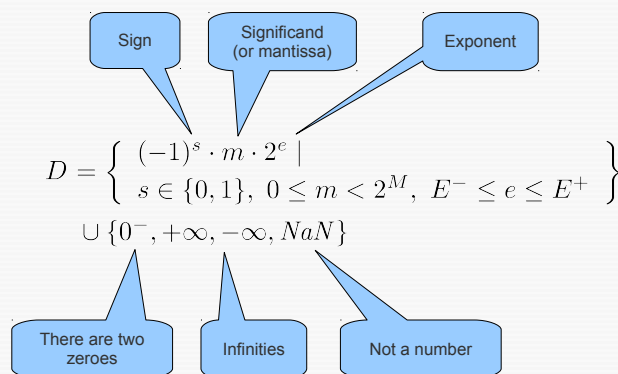 Sign
Significand
(or mantissa)
Exponent
D = { (-1)^s · m · 2^e |
s ∈ {0, 1}, 0 ≤ m < 2^M, E^- ≤ e ≤ E^+ }
∪ {0^-, +∞, −∞, NaN}
There are two
zeroes
Infinities
Not a number